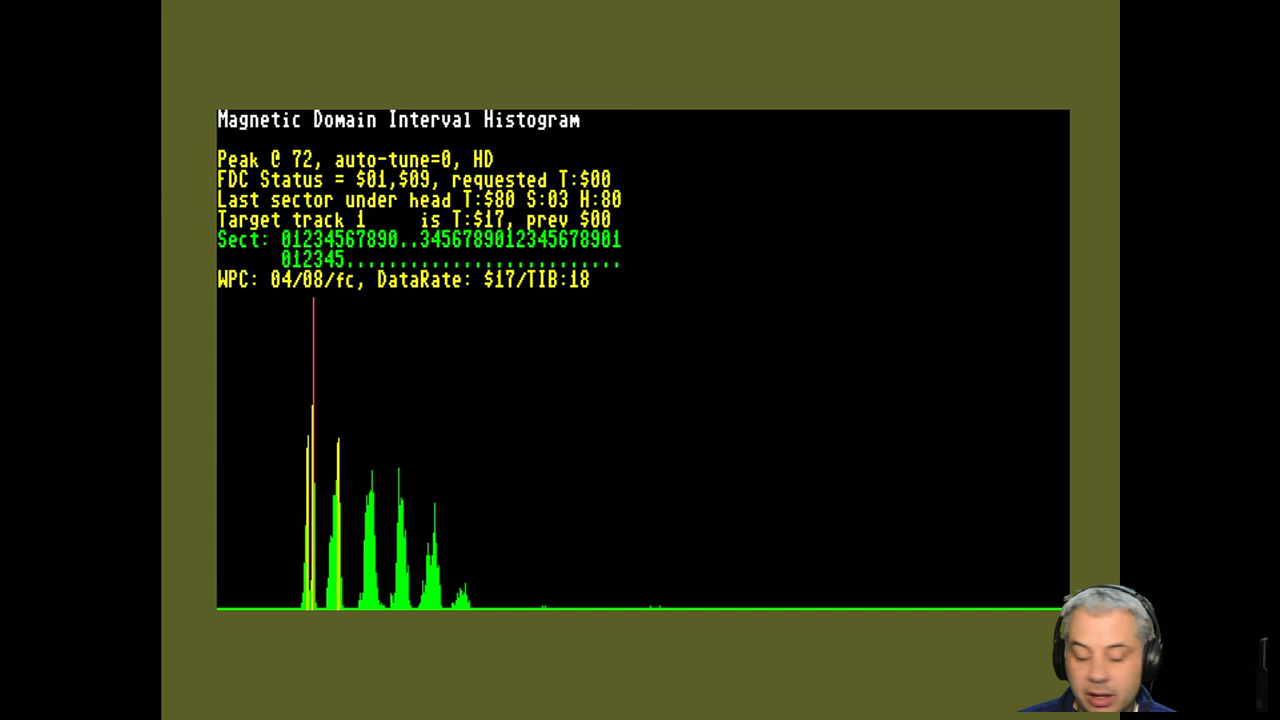 Magnetic Domain Interval Histogram
Peak @ 72, auto-tune=0, HD
FDC Status = $01,$09, requested T:$00
Last sector under head T:$80 S:03 H:80
Target track 1    is T:$17, prev $00
Sect: 01234567890..3456789012345678901
012345..........................
WPC: 04/08/fc, DataRate: $17/TIB:18